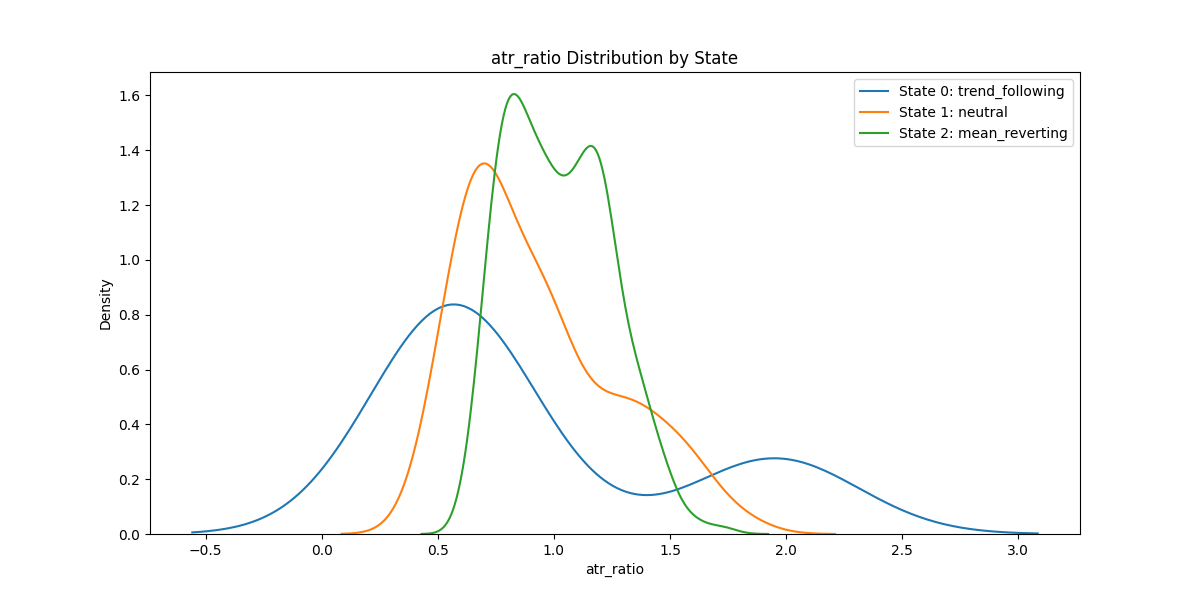 atr_ratio Distribution by State
State 0: trend_following
State 1: neutral
State 2: mean_reverting
Density
1.6
1.4
1.2
1.0
0.8
0.6
0.4
0.2
0.0
−0.5 0.0 0.5 1.0 1.5 2.0 2.5 3.0
atr_ratio